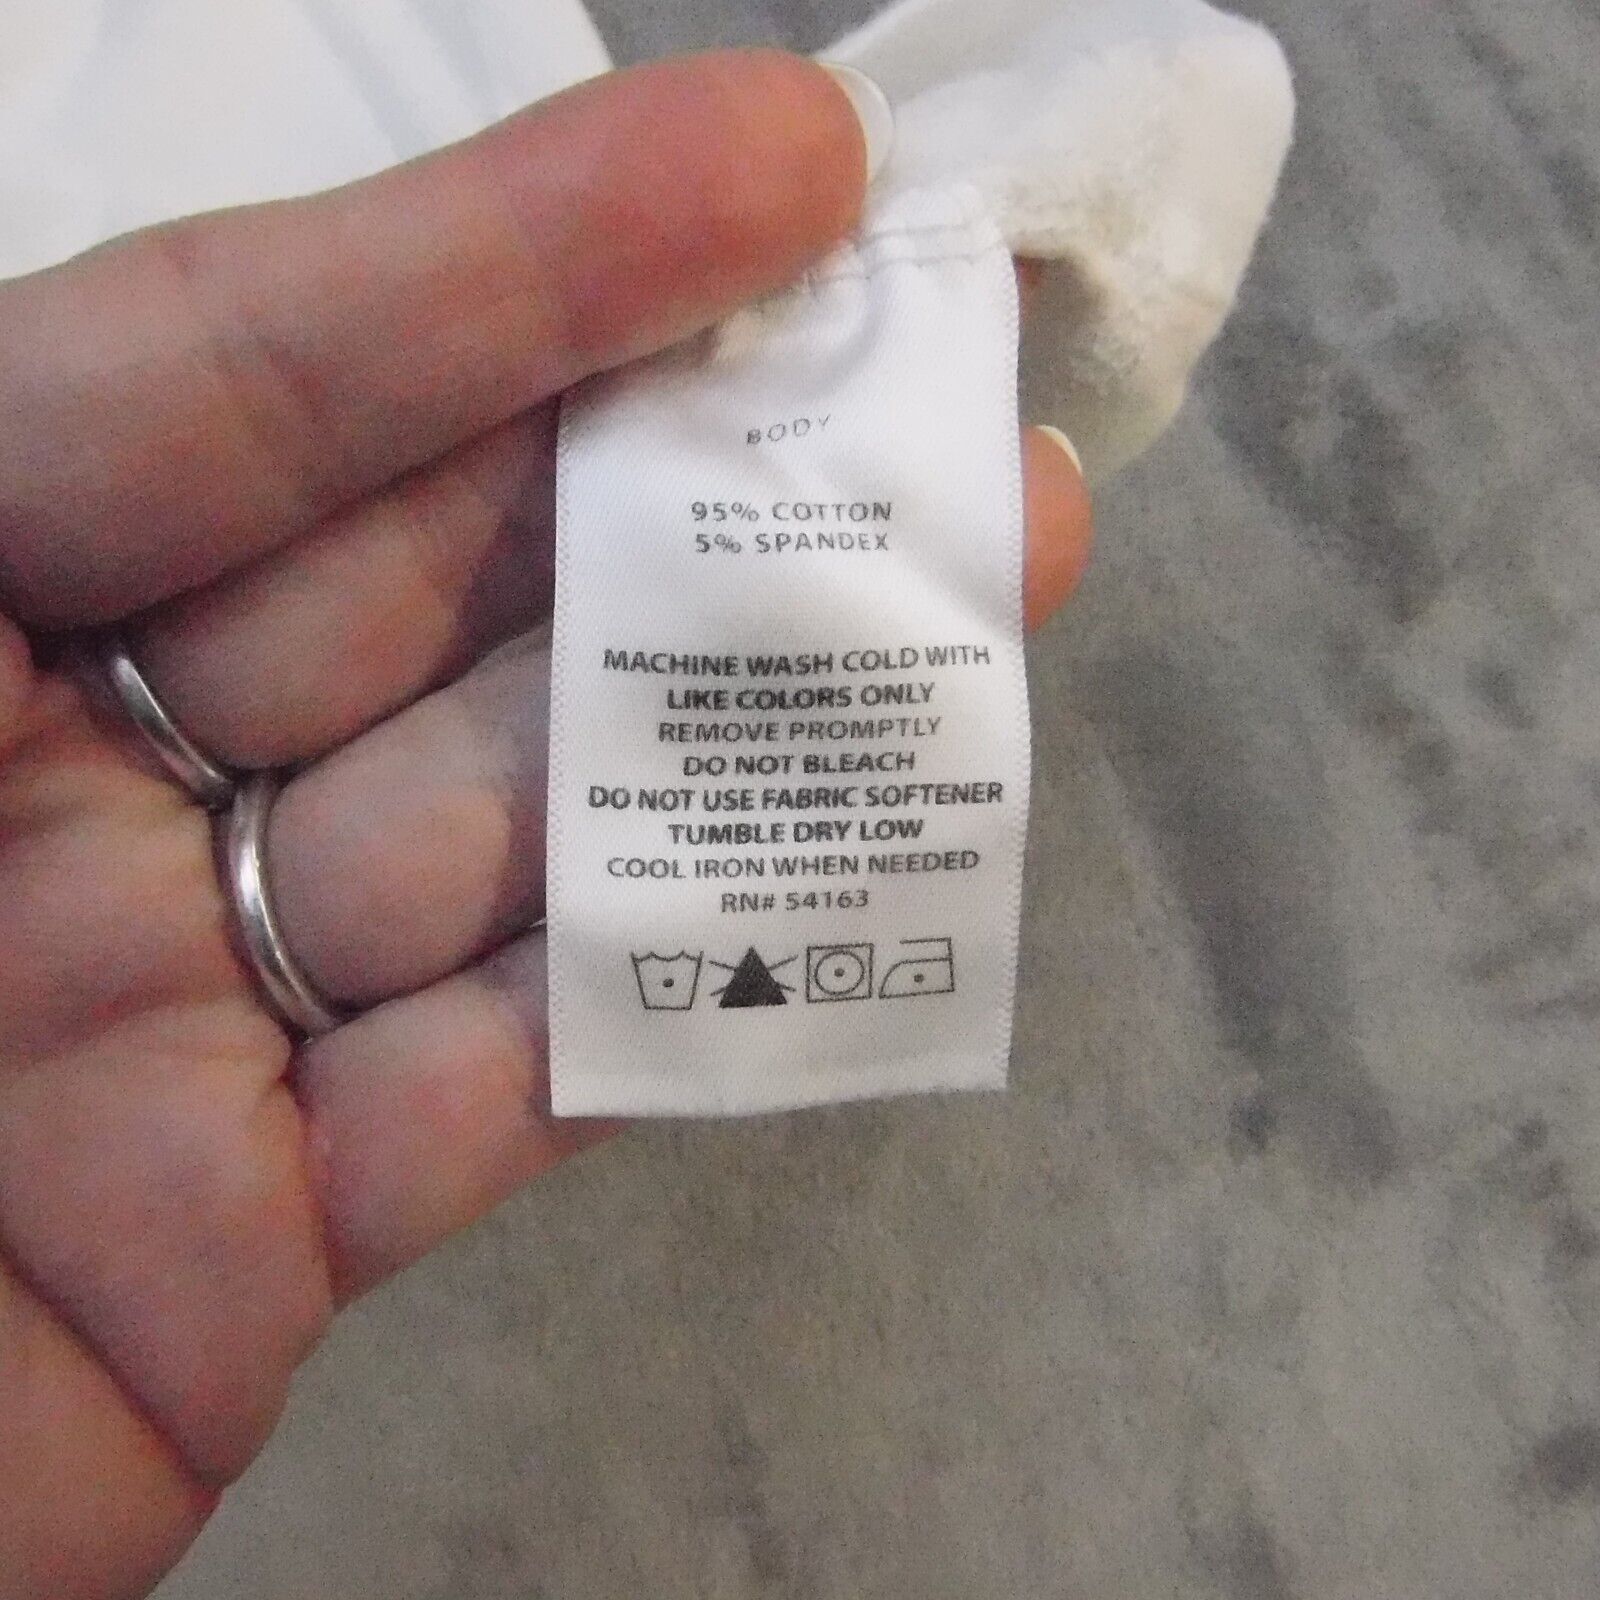 BODY
95% COTTON
5% SPANDEX
MACHINE WASH COLD WITH
LIKE COLORS ONLY
REMOVE PROMPTLY
DO NOT BLEACH
DO NOT USE FABRIC SOFTENER
TUMBLE DRY LOW
COOL IRON WHEN NEEDED
RN# 54163